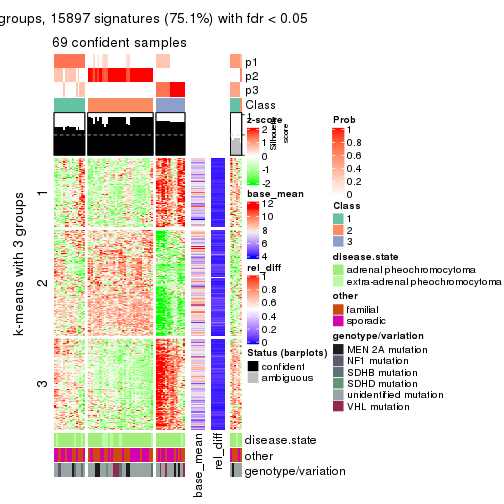 groups, 15897 signatures (75.1%) with fdr < 0.05
69 confident samples
p1
p2
p3
Class
1
Silhouette
score
k-means with 3 groups
1
2
3
z-score
2
1
0
-1
-2
base_mean
12
10
8
6
4
rel_diff
1
0.8
0.6
0.4
0.2
0
Status (barplots)
confident
ambiguous
disease.state
other
genotype/variation
base_mean
rel_diff
Prob
1
0.8
0.6
0.4
0.2
0
Class
1
2
3
disease.state
adrenal pheochromocytoma
extra-adrenal pheochromocytoma
other
familial
sporadic
genotype/variation
MEN 2A mutation
NF1 mutation
SDHB mutation
SDHD mutation
unidentified mutation
VHL mutation